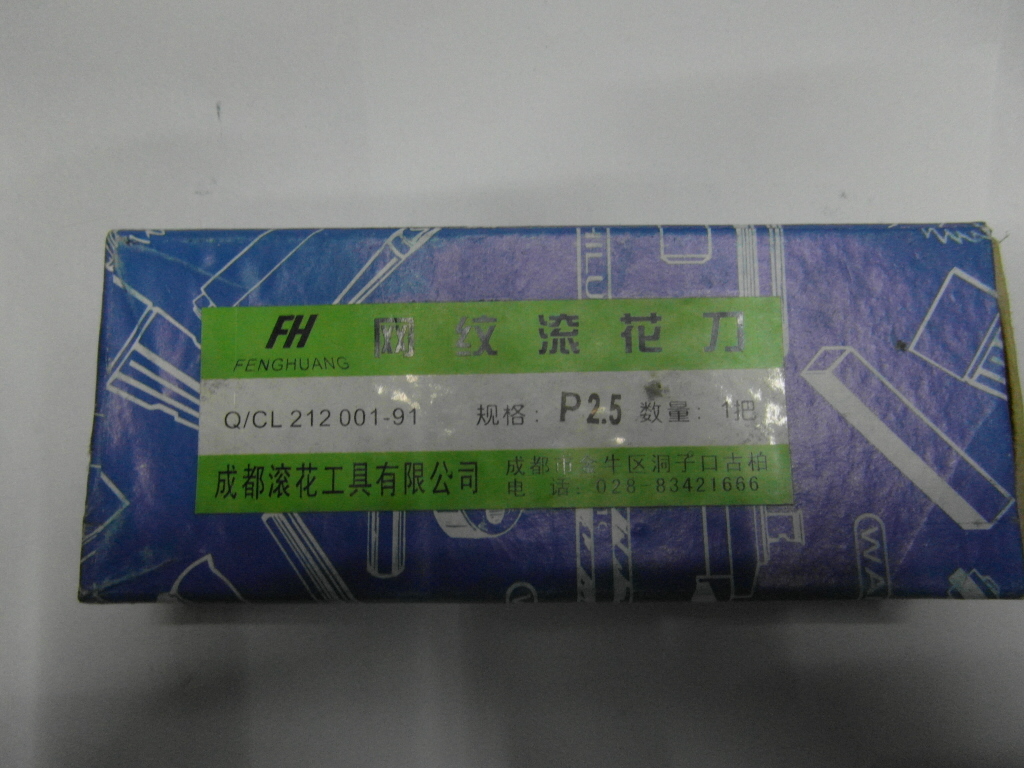 FH 网纹滚花刀
FENGHUANG
Q/CL 212 001-91 规格: P 2.5 数量: 1把
成都滚花工具有限公司
成都市金牛区洞子口古柏
电 话: 028-83421666
WA